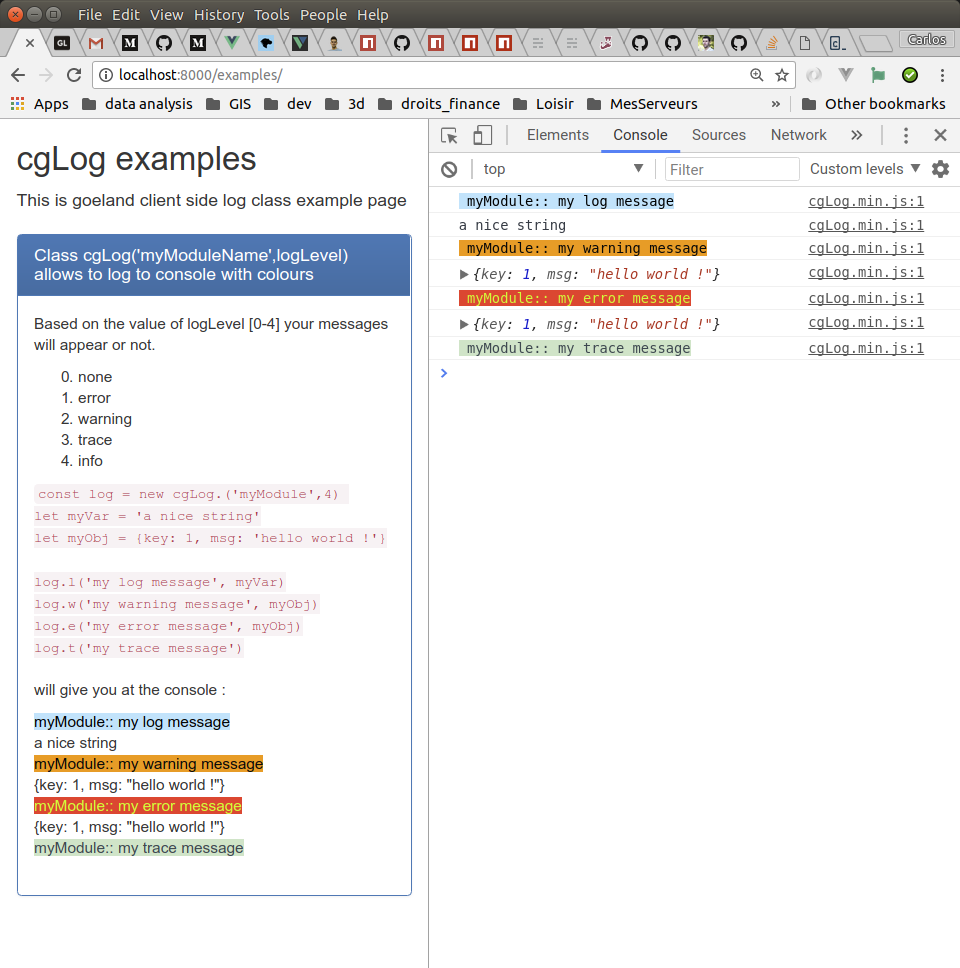 File Edit View History Tools People Help
GL
Carlos
localhost:8000/examples/
Apps data analysis GIS dev 3d droits_finance Loisir MesServeurs » Other bookmarks
cgLog examples
This is goeland client side log class example page
Class cgLog('myModuleName',logLevel)
allows to log to console with colours
Based on the value of logLevel [0-4] your messages
will appear or not.
0. none
1. error
2. warning
3. trace
4. info
const log = new cgLog.('myModule',4)
let myVar = 'a nice string'
let myObj = {key: 1, msg: 'hello world !'}
log.l('my log message', myVar)
log.w('my warning message', myObj)
log.e('my error message', myObj)
log.t('my trace message')
will give you at the console :
myModule:: my log message
a nice string
myModule:: my warning message
{key: 1, msg: "hello world !"}
myModule:: my error message
{key: 1, msg: "hello world !"}
myModule:: my trace message
Elements Console Sources Network »
top Filter Custom levels
myModule:: my log message cgLog.min.js:1
a nice string cgLog.min.js:1
myModule:: my warning message cgLog.min.js:1
{key: 1, msg: "hello world !"} cgLog.min.js:1
myModule:: my error message cgLog.min.js:1
{key: 1, msg: "hello world !"} cgLog.min.js:1
myModule:: my trace message cgLog.min.js:1